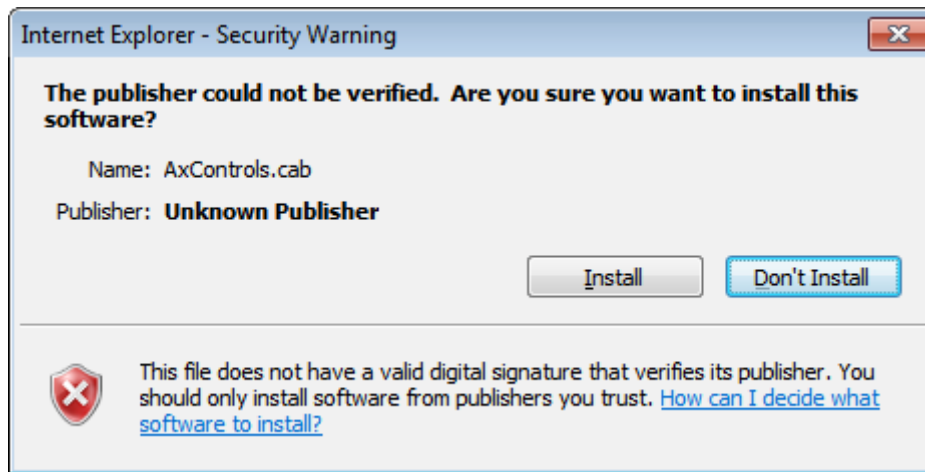 Internet Explorer - Security Warning
The publisher could not be verified.  Are you sure you want to install this
software?
Name: AxControls.cab
Publisher: Unknown Publisher
Install Don't Install
This file does not have a valid digital signature that verifies its publisher. You
should only install software from publishers you trust. How can I decide what
software to install?